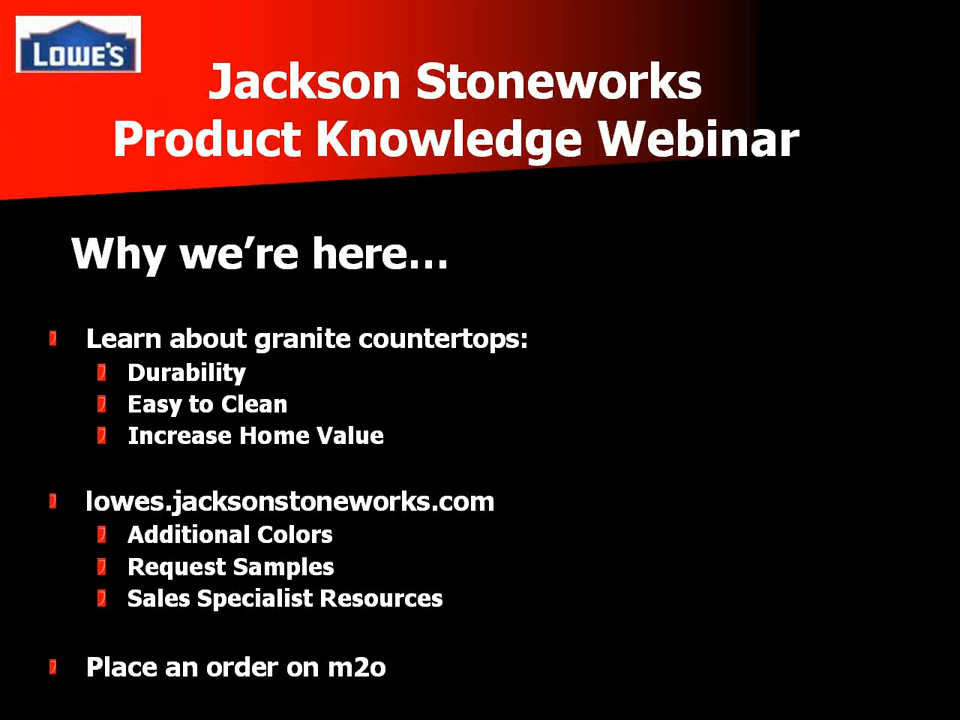 LOWE'S
Jackson Stoneworks
Product Knowledge Webinar
Why we’re here…
Learn about granite countertops:
Durability
Easy to Clean
Increase Home Value
lowes.jacksonstoneworks.com
Additional Colors
Request Samples
Sales Specialist Resources
Place an order on m2o